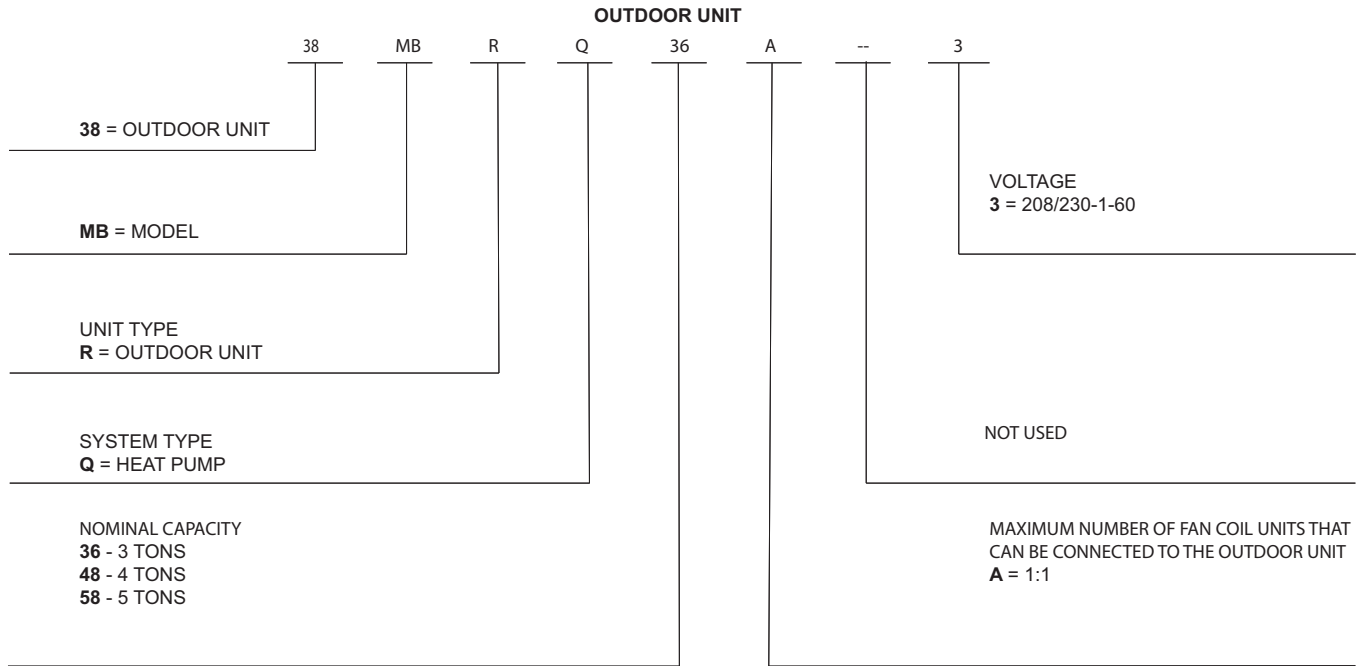 OUTDOOR UNIT
38 MB R Q 36 A -- 3
38 = OUTDOOR UNIT
MB = MODEL
UNIT TYPE
R = OUTDOOR UNIT
SYSTEM TYPE
Q = HEAT PUMP
NOMINAL CAPACITY
36 - 3 TONS
48 - 4 TONS
58 - 5 TONS
VOLTAGE
3 = 208/230-1-60
NOT USED
MAXIMUM NUMBER OF FAN COIL UNITS THAT
CAN BE CONNECTED TO THE OUTDOOR UNIT
A = 1:1